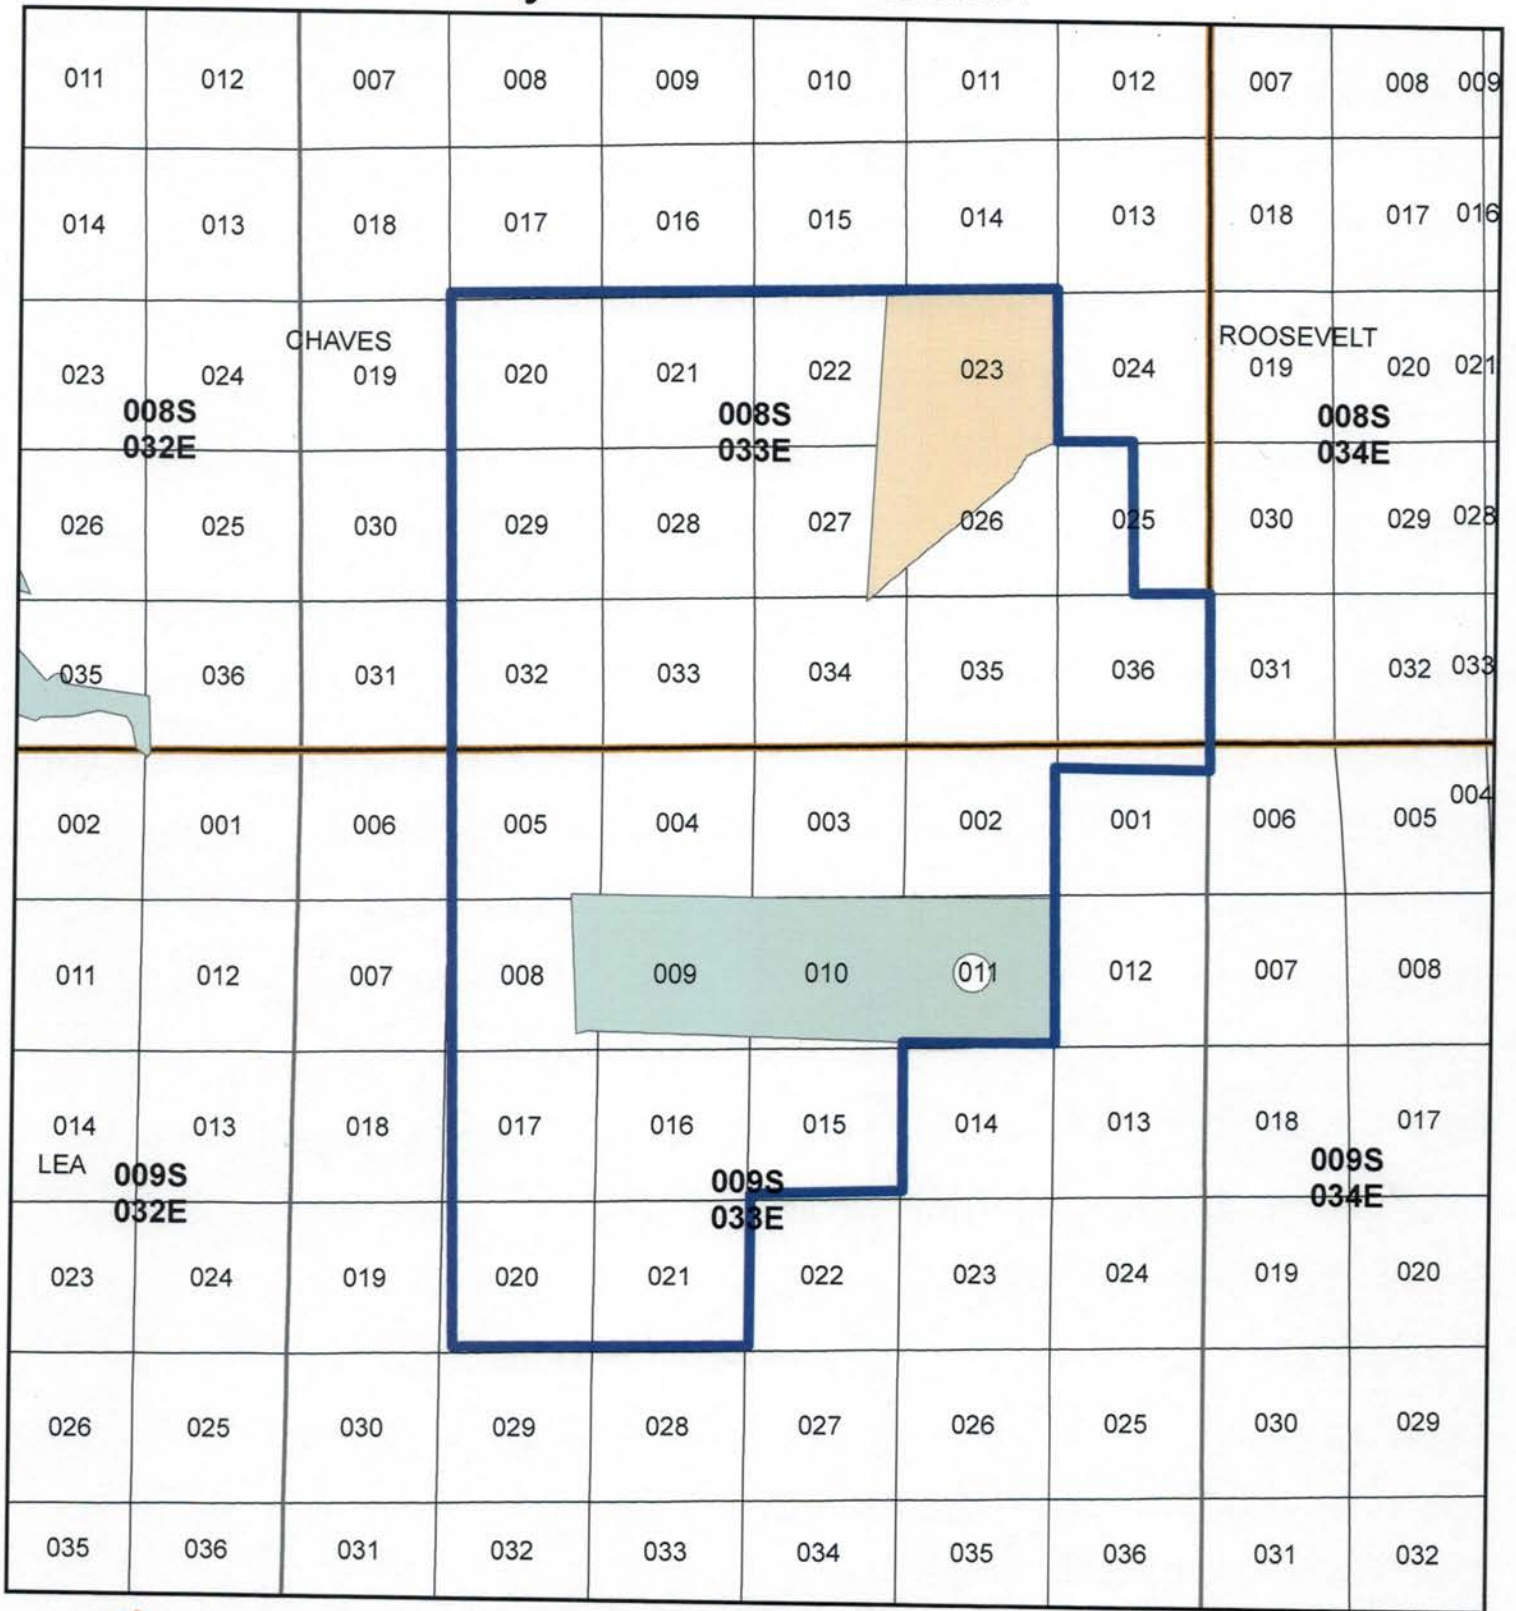 011 012 007 008 009 010 011 012 007 008 009
014 013 018 017 016 015 014 013 018 017 016
CHAVES ROOSEVELT
023 024 019 020 021 022 023 024 019 020 021
008S 008S 008S
032E 033E 034E
026 025 030 029 028 027 026 025 030 029 028
035 036 031 032 033 034 035 036 031 032 033
002 001 006 005 004 003 002 001 006 005 004
011 012 007 008 009 010 011 012 007 008
014 013 018 017 016 015 014 013 018 017
LEA
009S 009S 009S
032E 033E 034E
023 024 019 020 021 022 023 024 019 020
026 025 030 029 028 027 026 025 030 029
035 036 031 032 033 034 035 036 031 032